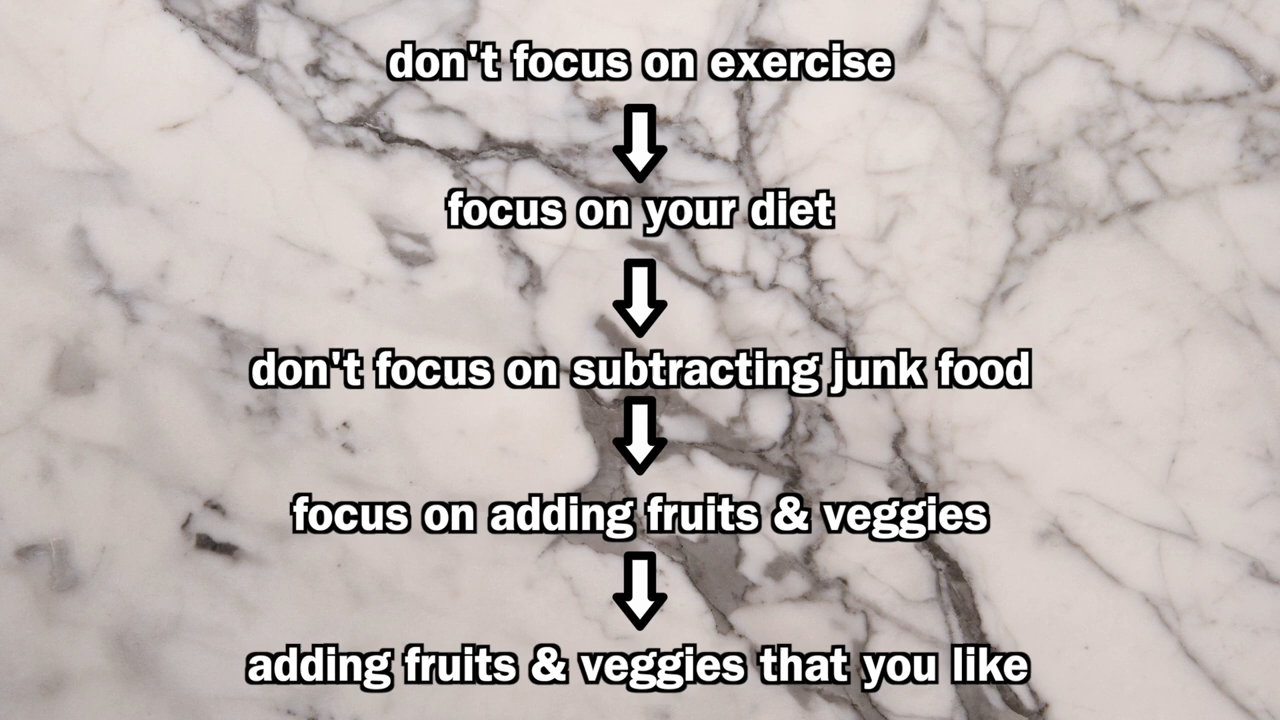 don't focus on exercise
focus on your diet
don't focus on subtracting junk food
focus on adding fruits & veggies
adding fruits & veggies that you like